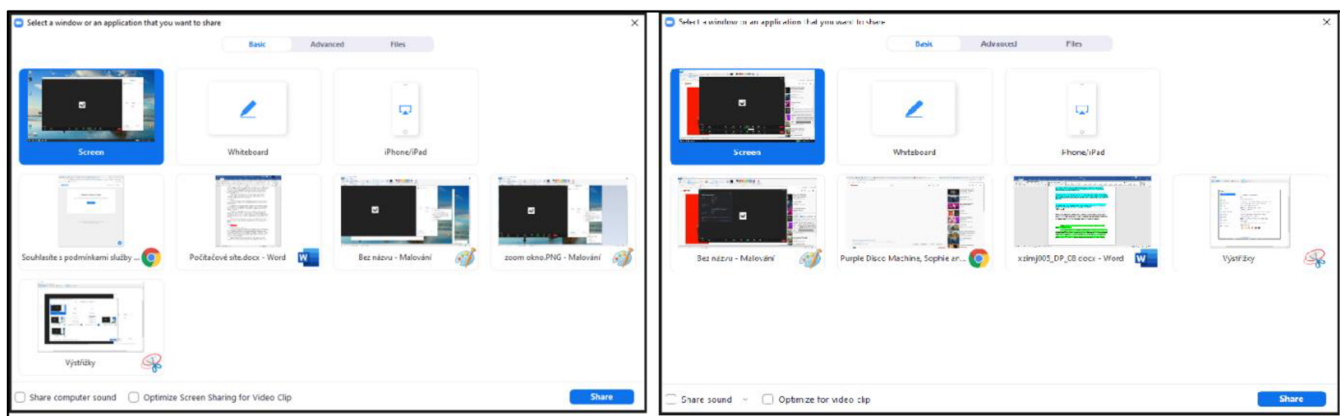 Select a window or an application that you want to share
Basic Advanced Files
Screen Whiteboard iPhone/iPad
Souhlasíte s podmínkami služby ... Počítačové sítě.docx - Word Bez názvu - Malování zoom okno.PNG - Malování
Výstřižky
Share computer sound Optimize Screen Sharing for Video Clip Share
Select a window or an application that you want to share
Basic Advanced Files
Screen Whiteboard iPhone/iPad
Bez názvu - Malování Purple Disco Machine, Sophie an... Word Výstřižky
Share sound Optimize for video clip Share